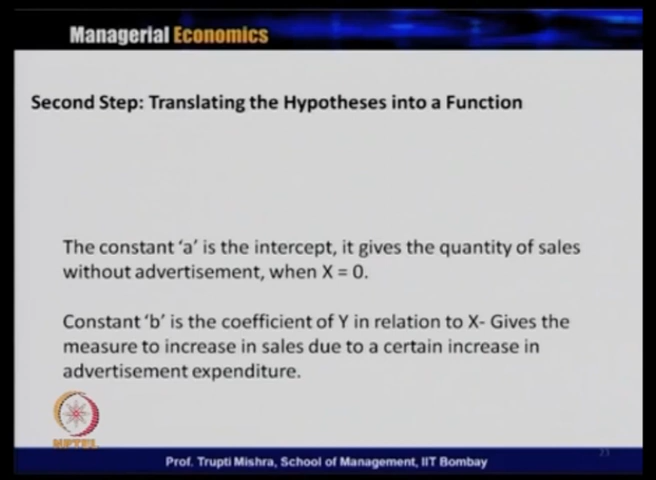 Managerial Economics
Second Step: Translating the Hypotheses into a Function
The constant ‘a’ is the intercept, it gives the quantity of sales
without advertisement, when X = 0.
Constant ‘b’ is the coefficient of Y in relation to X- Gives the
measure to increase in sales due to a certain increase in
advertisement expenditure.
NPTEL
Prof. Trupti Mishra, School of Management, IIT Bombay